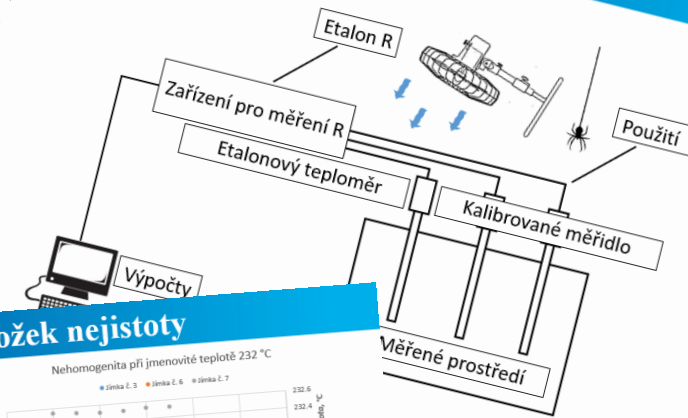 Etalon R
Zařízení pro měření R
Použití
Etalonový teploměr
Kalibrované měřidlo
Výpočty
Měřené prostředí
nejistoty
Nehomogenita při jmenovité teplotě 232 °C
Jímka č. 3 Jímka č. 6 Jímka č. 7
232.6
232.4
°C